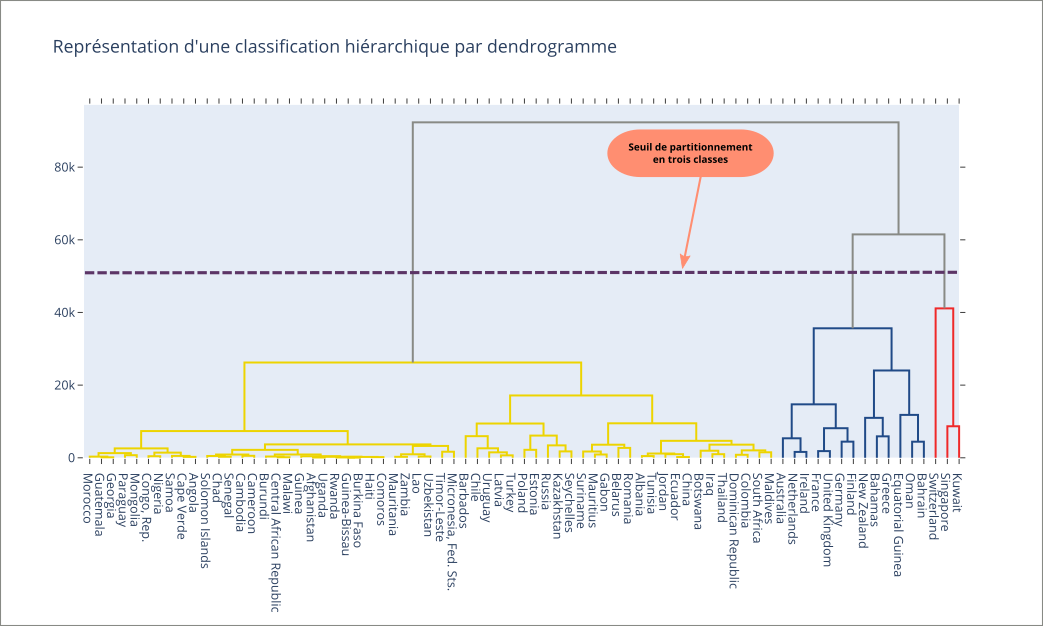 Représentation d'une classification hiérarchique par dendrogramme
Seuil de partitionnement
en trois classes
80k
60k
40k
20k
0
Morocco
Guatemala
Georgia
Paraguay
Mongolia
Congo, Rep.
Nigeria
Samoa
Cape Verde
Angola
Solomon Islands
Chad
Senegal
Cambodia
Cameroon
Burundi
Central African Republic
Malawi
Guinea
Afghanistan
Uganda
Rwanda
Guinea-Bissau
Burkina Faso
Haiti
Comoros
Mauritania
Zambia
Lao
Uzbekistan
Timor-Leste
Micronesia, Fed. Sts.
Barbados
Chile
Uruguay
Latvia
Turkey
Poland
Estonia
Russia
Kazakhstan
Seychelles
Suriname
Mauritius
Gabon
Belarus
Romania
Albania
Tunisia
Jordan
Ecuador
China
Botswana
Iraq
Thailand
Dominican Republic
Colombia
South Africa
Maldives
Australia
Netherlands
Ireland
France
United Kingdom
Germany
Finland
New Zealand
Bahamas
Greece
Equatorial Guinea
Oman
Bahrain
Switzerland
Singapore
Kuwait